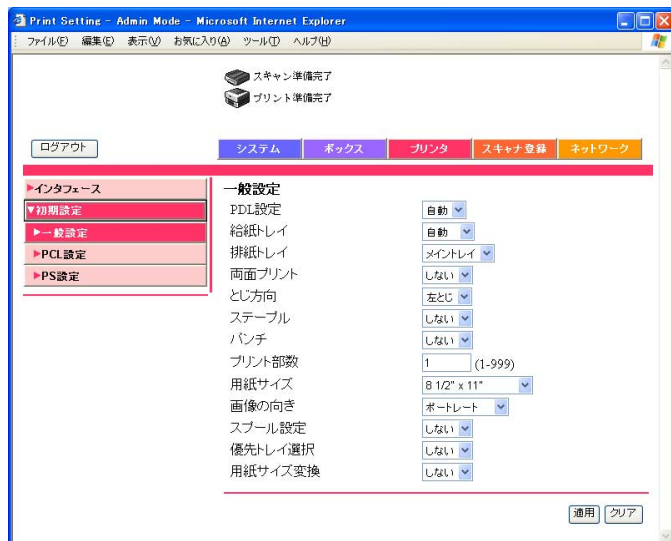 Print Setting - Admin Mode - Microsoft Internet Explorer
ファイル(F) 編集(E) 表示(V) お気に入り(A) ツール(T) ヘルプ(H)
スキャン準備完了
プリント準備完了
ログアウト
システム ボックス プリンタ スキャナ登録 ネットワーク
▶インタフェース
▼初期設定
▶一般設定
▶PCL設定
▶PS設定
一般設定
PDL設定 自動
給紙トレイ 自動
排紙トレイ メイントレイ
両面プリント しない
とじ方向 左とじ
ステープル しない
パンチ しない
プリント部数 1 (1-999)
用紙サイズ 8 1/2" x 11"
画像の向き ポートレート
スプール設定 しない
優先トレイ選択 しない
用紙サイズ変換 しない
適用 クリア